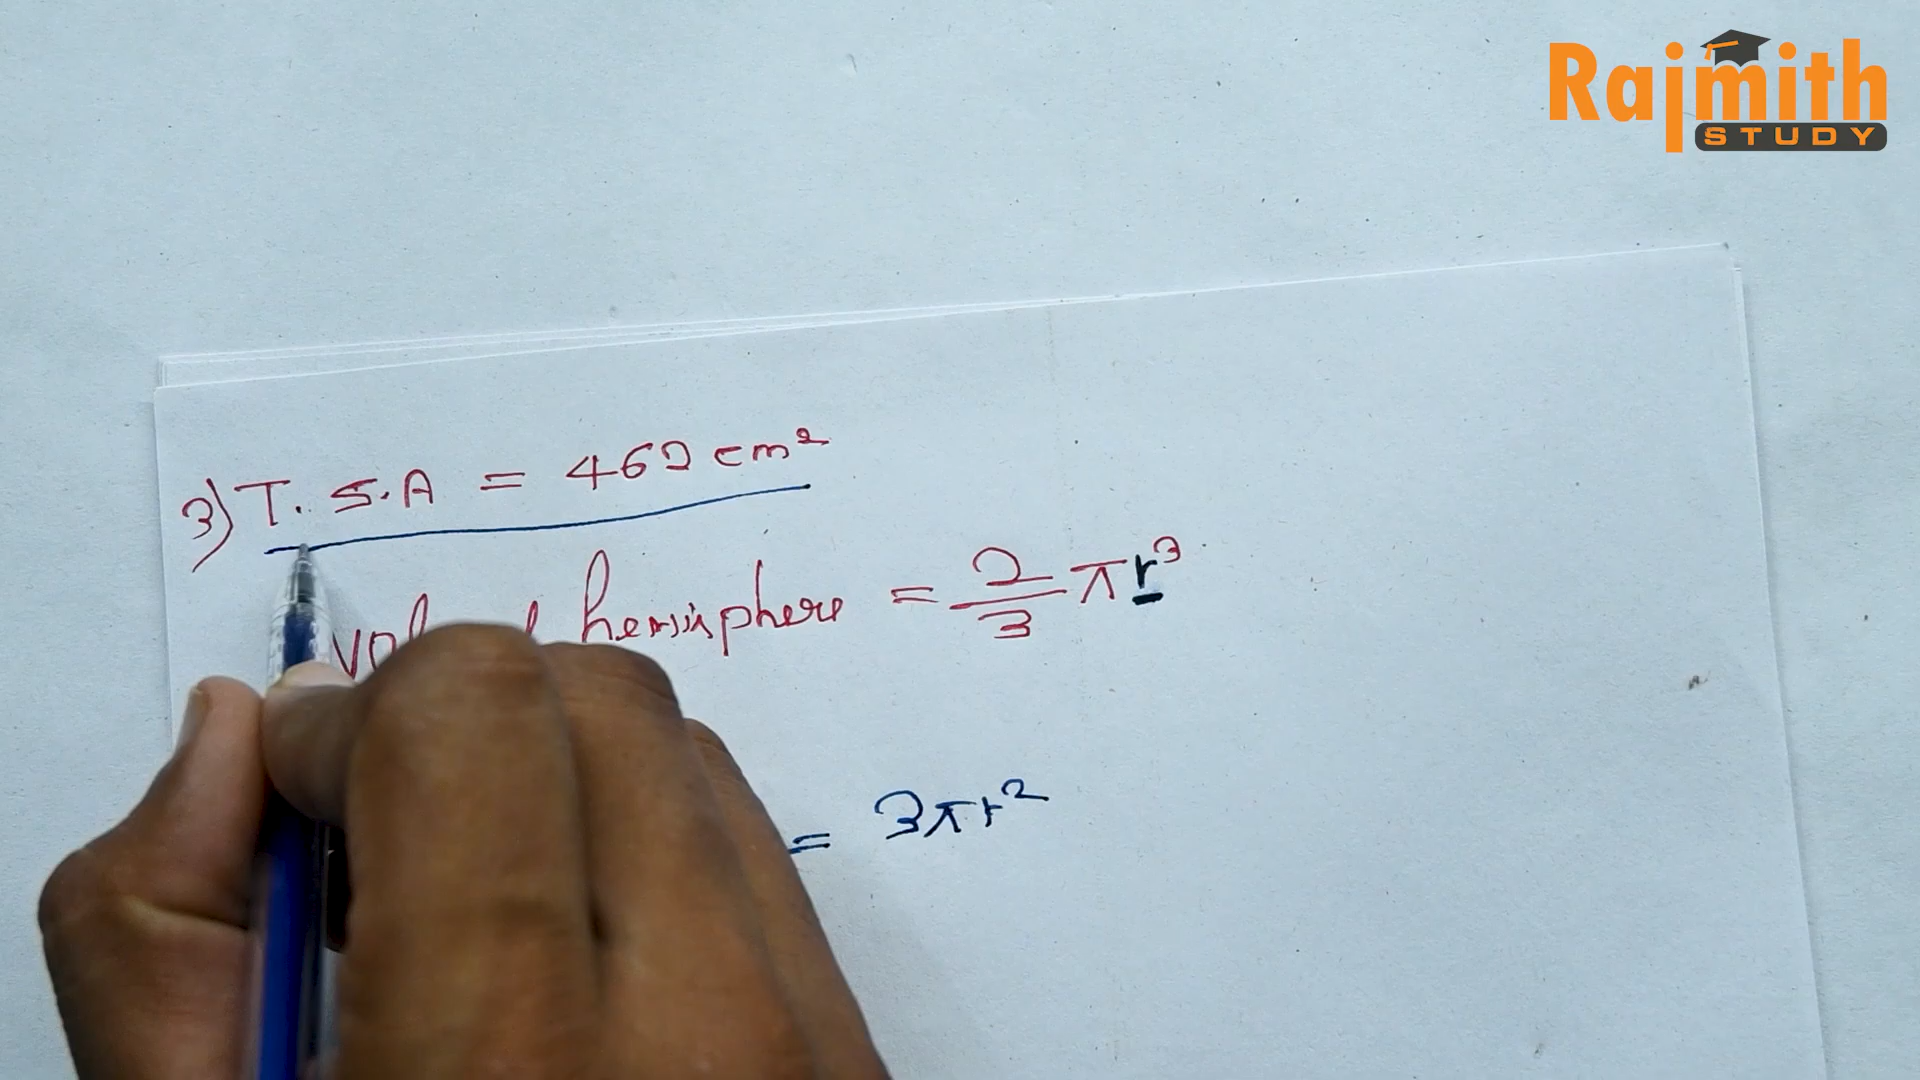 Rajmith
STUDY
3) T.S.A = 462 cm²
hemisphere = 2/3 πr³
= 3πr²